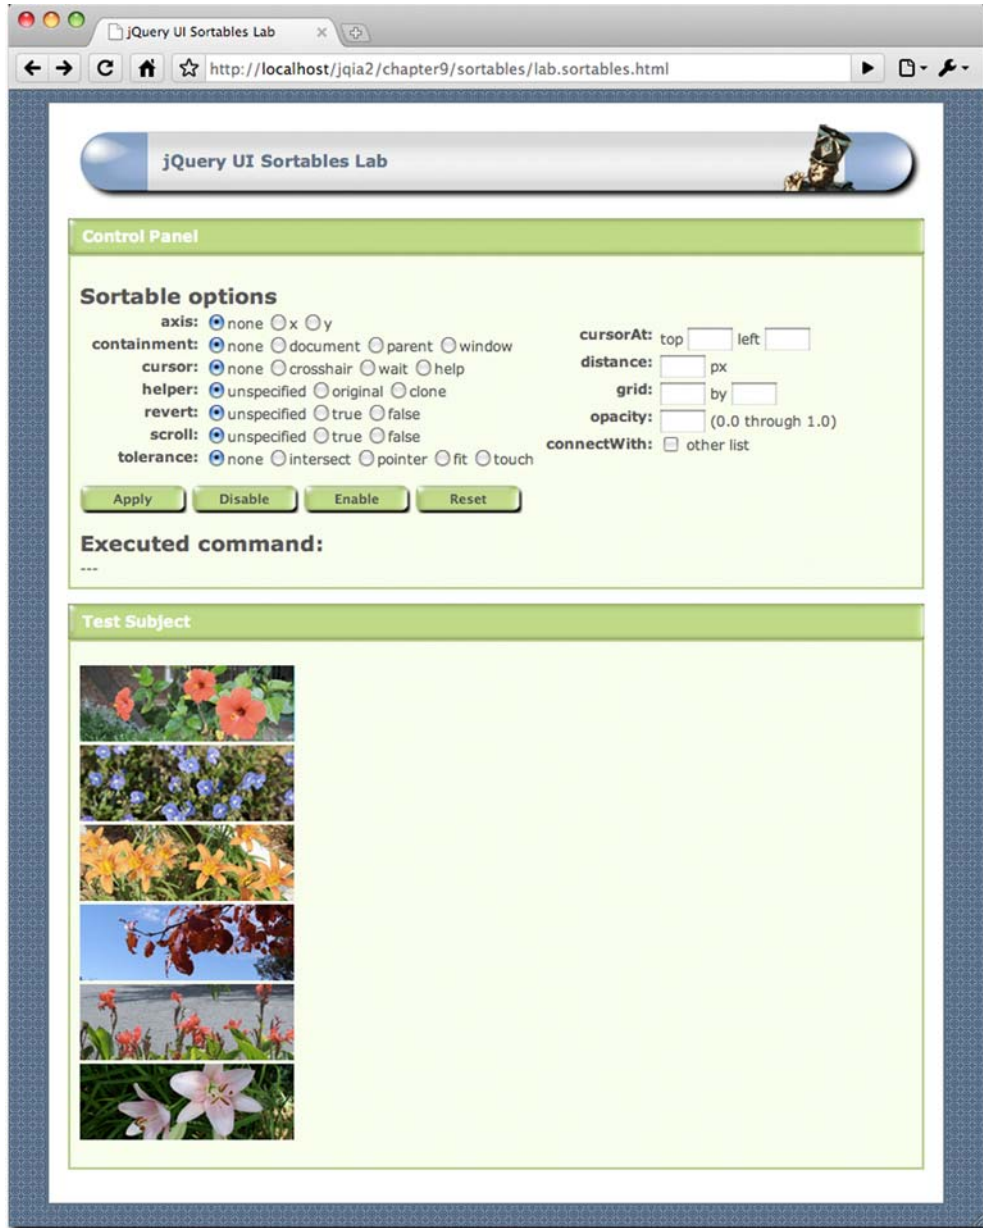 jQuery UI Sortables Lab
http://localhost/jqia2/chapter9/sortables/lab.sortables.html
jQuery UI Sortables Lab
Control Panel
Sortable options
axis: none x y
containment: none document parent window
cursor: none crosshair wait help
helper: unspecified original clone
revert: unspecified true false
scroll: unspecified true false
tolerance: none intersect pointer fit touch
cursorAt: top left
distance: px
grid: by
opacity: (0.0 through 1.0)
connectWith: other list
Apply Disable Enable Reset
Executed command:
---
Test Subject